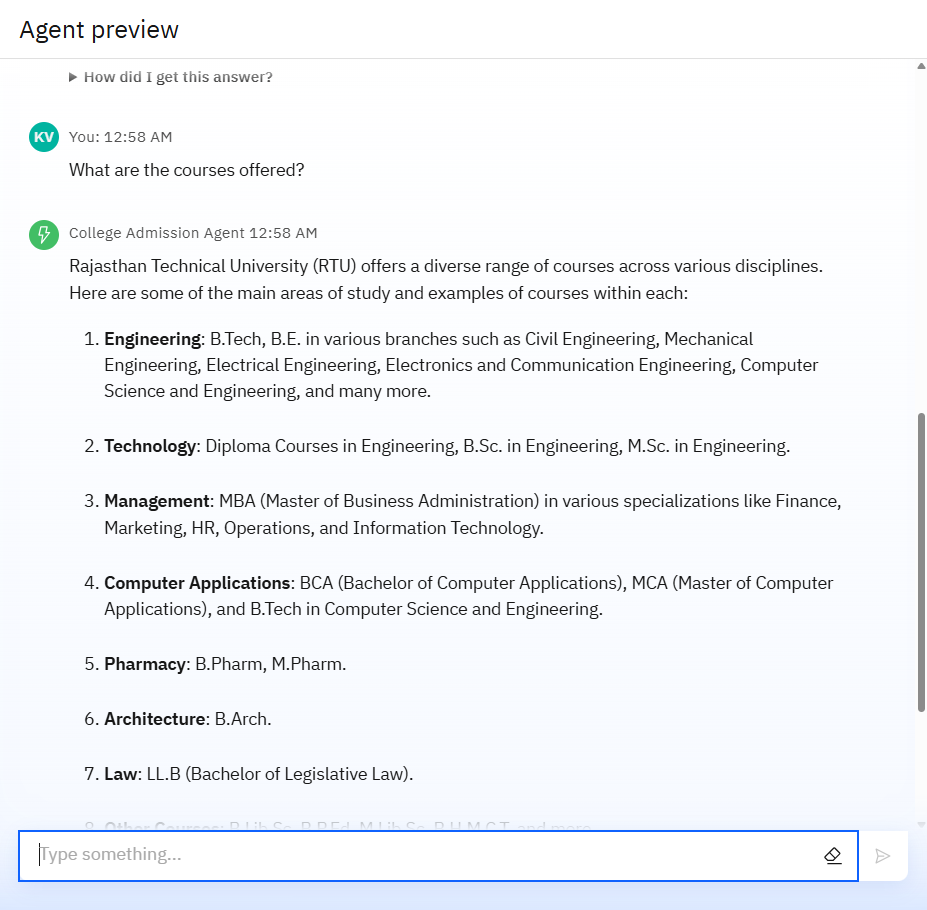 Agent preview
▶ How did I get this answer?
KV
You: 12:58 AM
What are the courses offered?
College Admission Agent 12:58 AM
Rajasthan Technical University (RTU) offers a diverse range of courses across various disciplines.
Here are some of the main areas of study and examples of courses within each:
1. Engineering: B.Tech, B.E. in various branches such as Civil Engineering, Mechanical
Engineering, Electrical Engineering, Electronics and Communication Engineering, Computer
Science and Engineering, and many more.
2. Technology: Diploma Courses in Engineering, B.Sc. in Engineering, M.Sc. in Engineering.
3. Management: MBA (Master of Business Administration) in various specializations like Finance,
Marketing, HR, Operations, and Information Technology.
4. Computer Applications: BCA (Bachelor of Computer Applications), MCA (Master of Computer
Applications), and B.Tech in Computer Science and Engineering.
5. Pharmacy: B.Pharm, M.Pharm.
6. Architecture: B.Arch.
7. Law: LL.B (Bachelor of Legislative Law).
8. Other Courses: and more.
Type something...